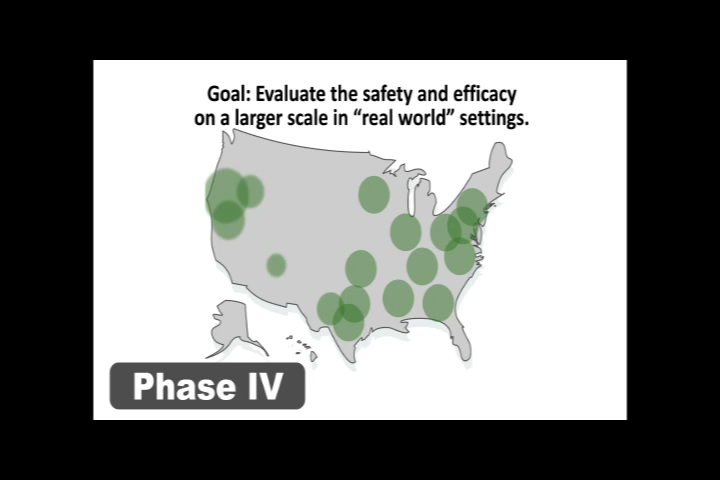 Goal: Evaluate the safety and efficacy
on a larger scale in “real world” settings.
Phase IV